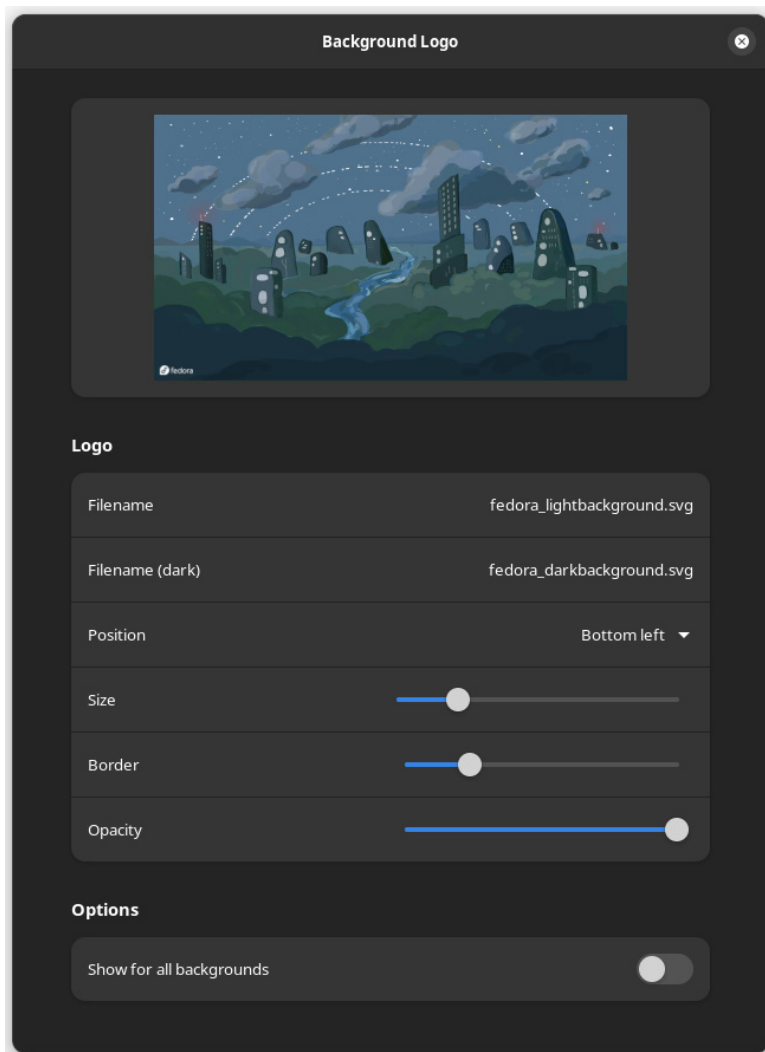 Background Logo
fedora
Logo
Filename fedora_lightbackground.svg
Filename (dark) fedora_darkbackground.svg
Position Bottom left
Size
Border
Opacity
Options
Show for all backgrounds